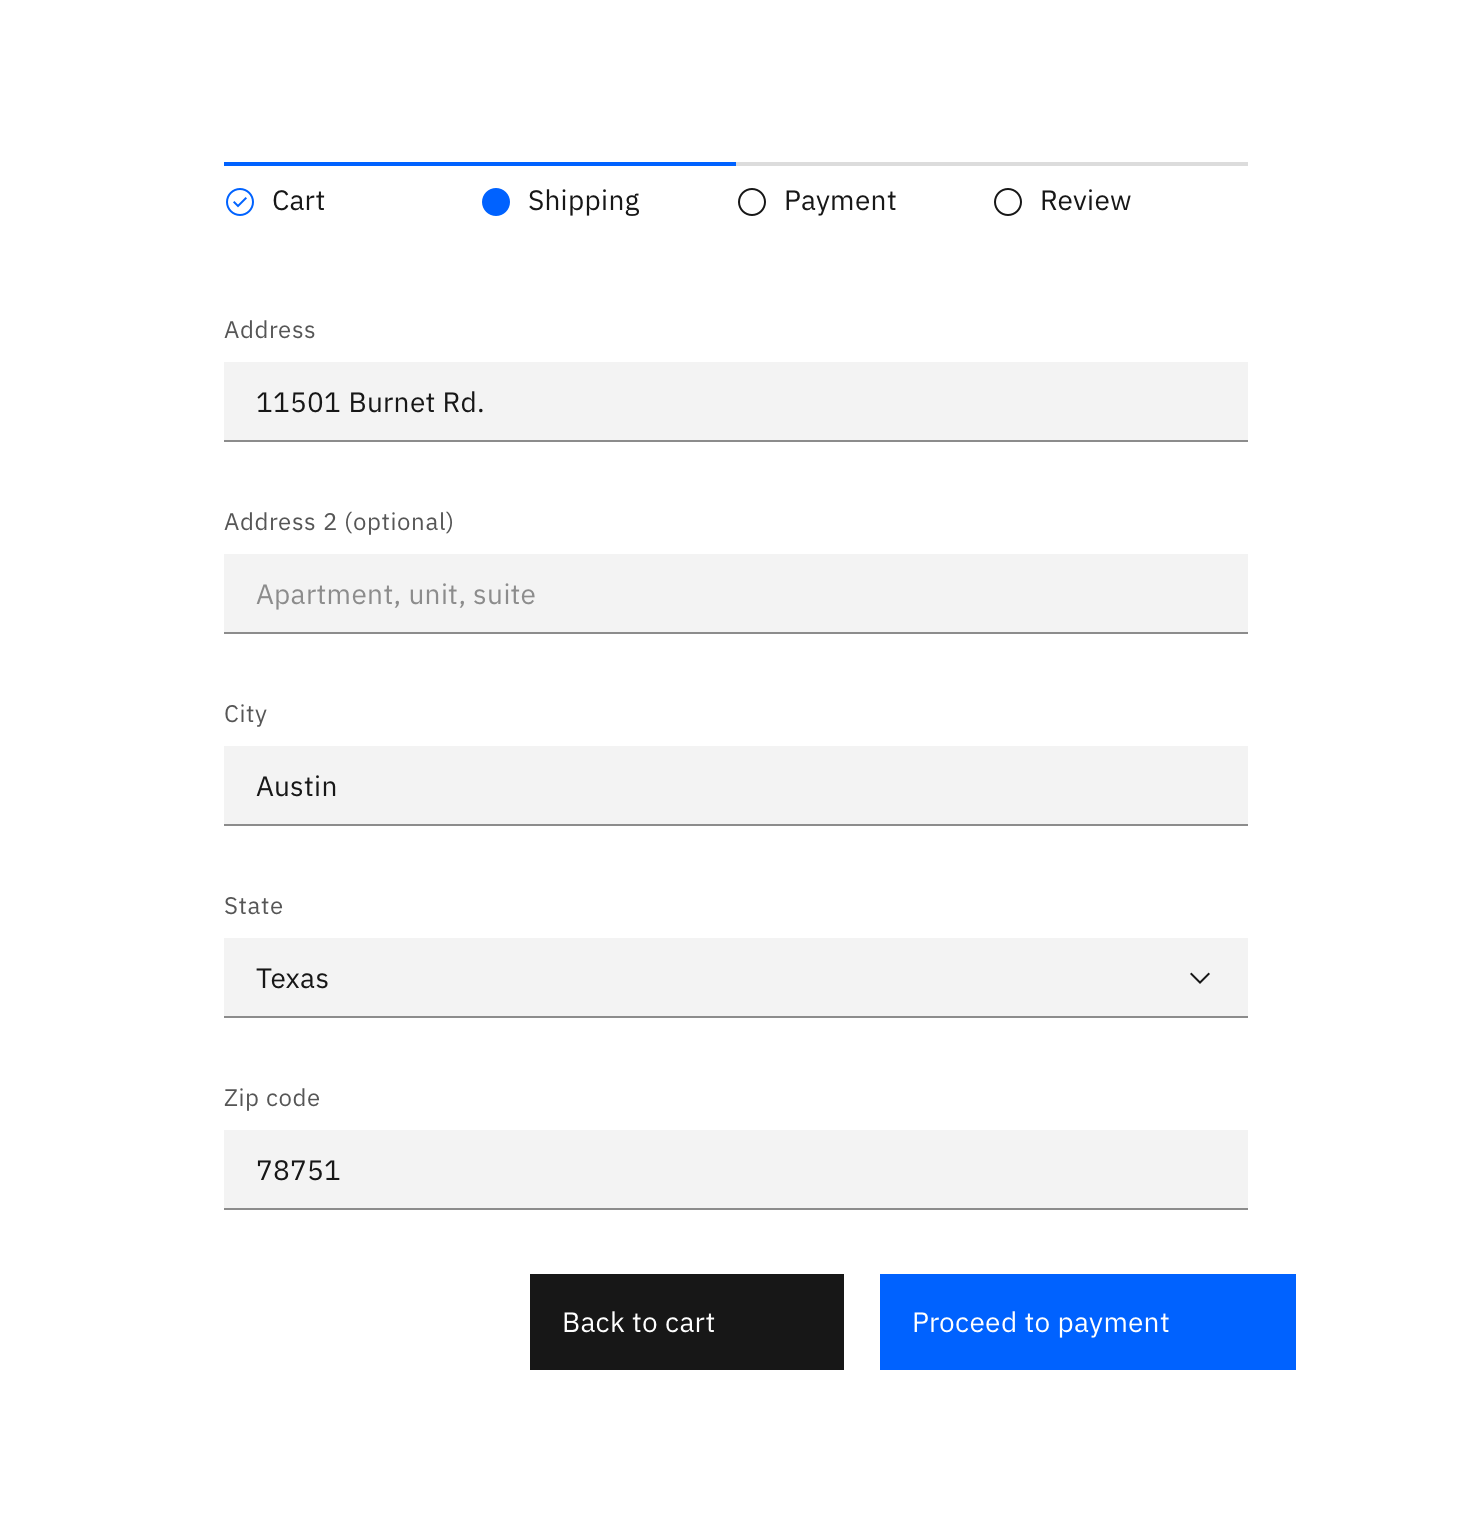 Cart Shipping Payment Review
Address
11501 Burnet Rd.
Address 2 (optional)
Apartment, unit, suite
City
Austin
State
Texas
Zip code
78751
Back to cart Proceed to payment